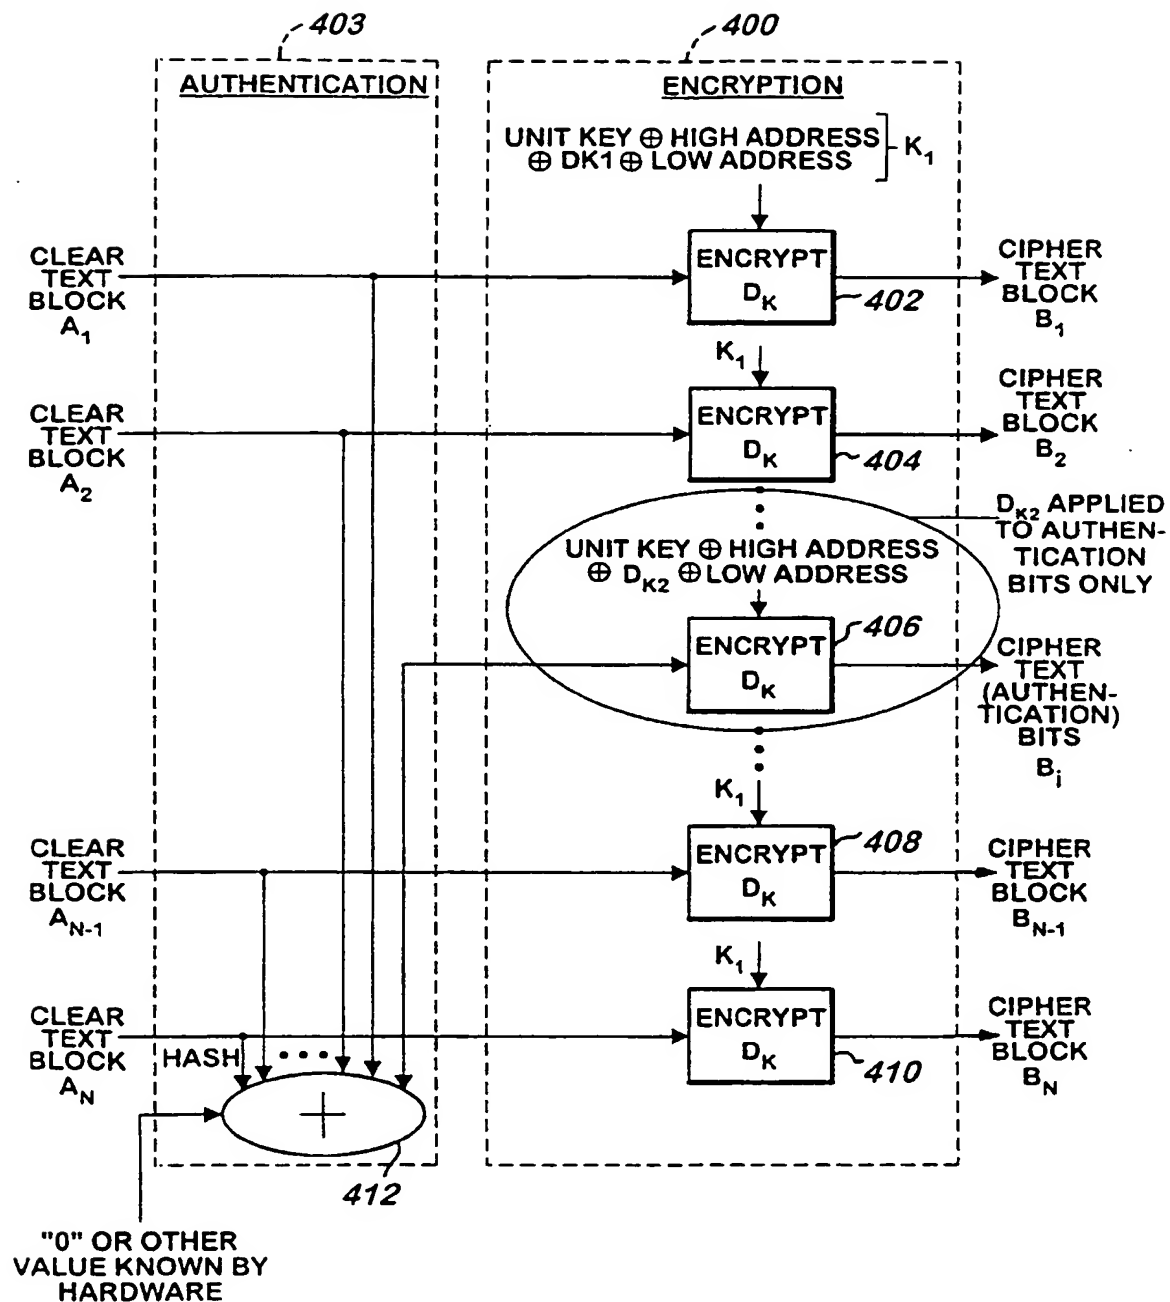 403
400
AUTHENTICATION
ENCRYPTION
UNIT KEY ⊕ HIGH ADDRESS
⊕ DK1 ⊕ LOW ADDRESS
K1
CLEAR
TEXT
BLOCK
A1
ENCRYPT
DK
402
CIPHER
TEXT
BLOCK
B1
K1
CLEAR
TEXT
BLOCK
A2
ENCRYPT
DK
404
CIPHER
TEXT
BLOCK
B2
DK2 APPLIED
TO AUTHEN-
TICATION
BITS ONLY
UNIT KEY ⊕ HIGH ADDRESS
⊕ DK2 ⊕ LOW ADDRESS
ENCRYPT
DK
406
CIPHER
TEXT
(AUTHEN-
TICATION)
BITS
Bi
K1
CLEAR
TEXT
BLOCK
AN-1
ENCRYPT
DK
408
CIPHER
TEXT
BLOCK
BN-1
K1
CLEAR
TEXT
BLOCK
AN
HASH
ENCRYPT
DK
410
CIPHER
TEXT
BLOCK
BN
412
"0" OR OTHER
VALUE KNOWN BY
HARDWARE